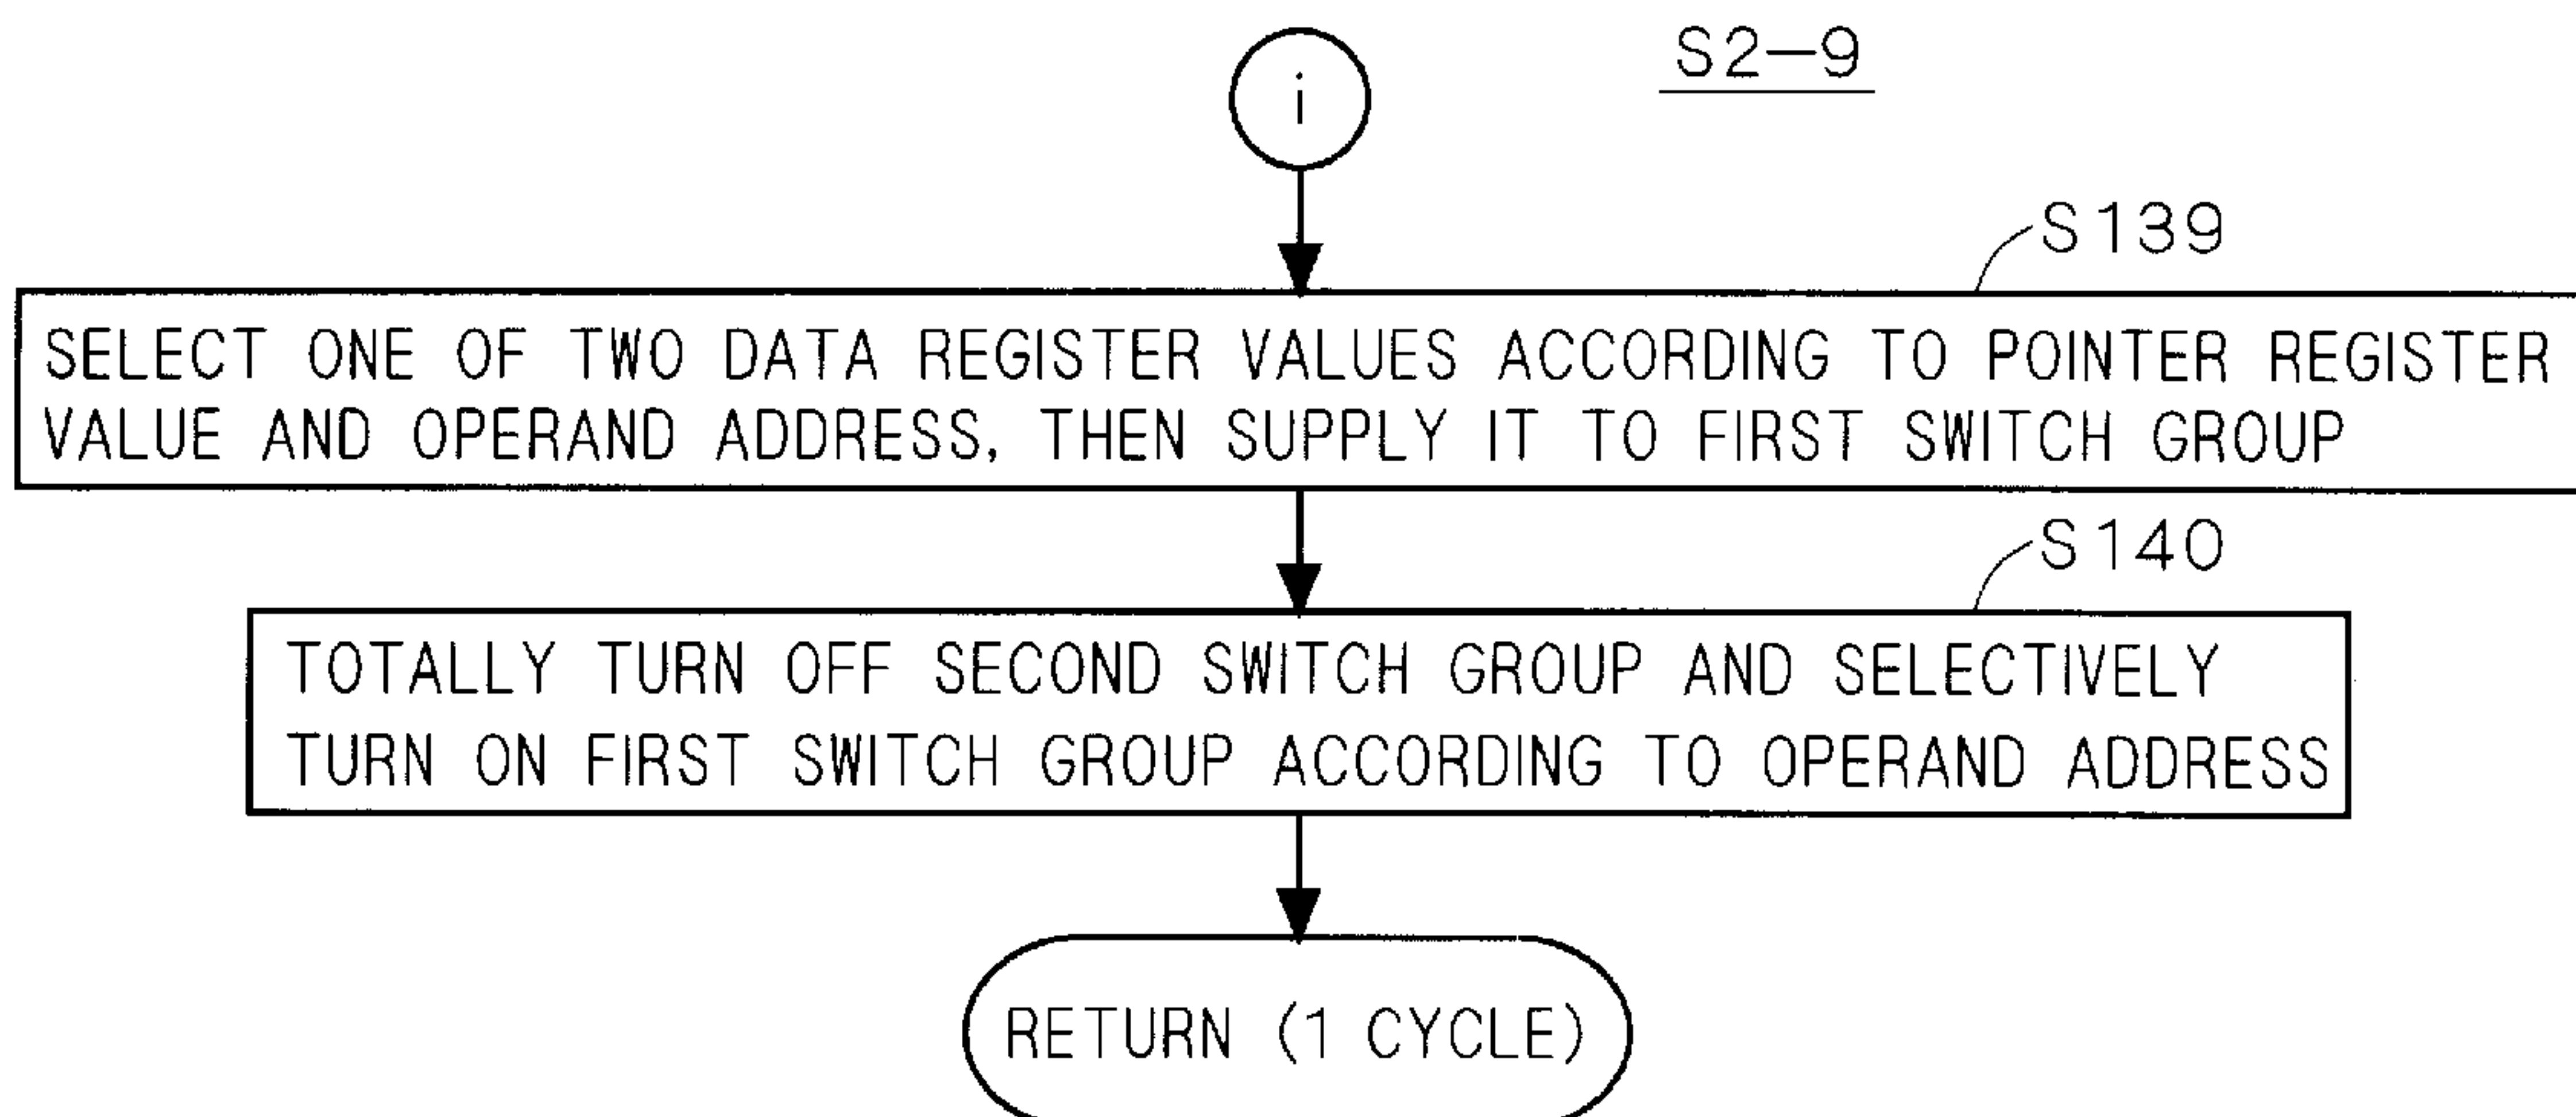 S2-9
i
S139
SELECT ONE OF TWO DATA REGISTER VALUES ACCORDING TO POINTER REGISTER
VALUE AND OPERAND ADDRESS, THEN SUPPLY IT TO FIRST SWITCH GROUP
S140
TOTALLY TURN OFF SECOND SWITCH GROUP AND SELECTIVELY
TURN ON FIRST SWITCH GROUP ACCORDING TO OPERAND ADDRESS
RETURN (1 CYCLE)